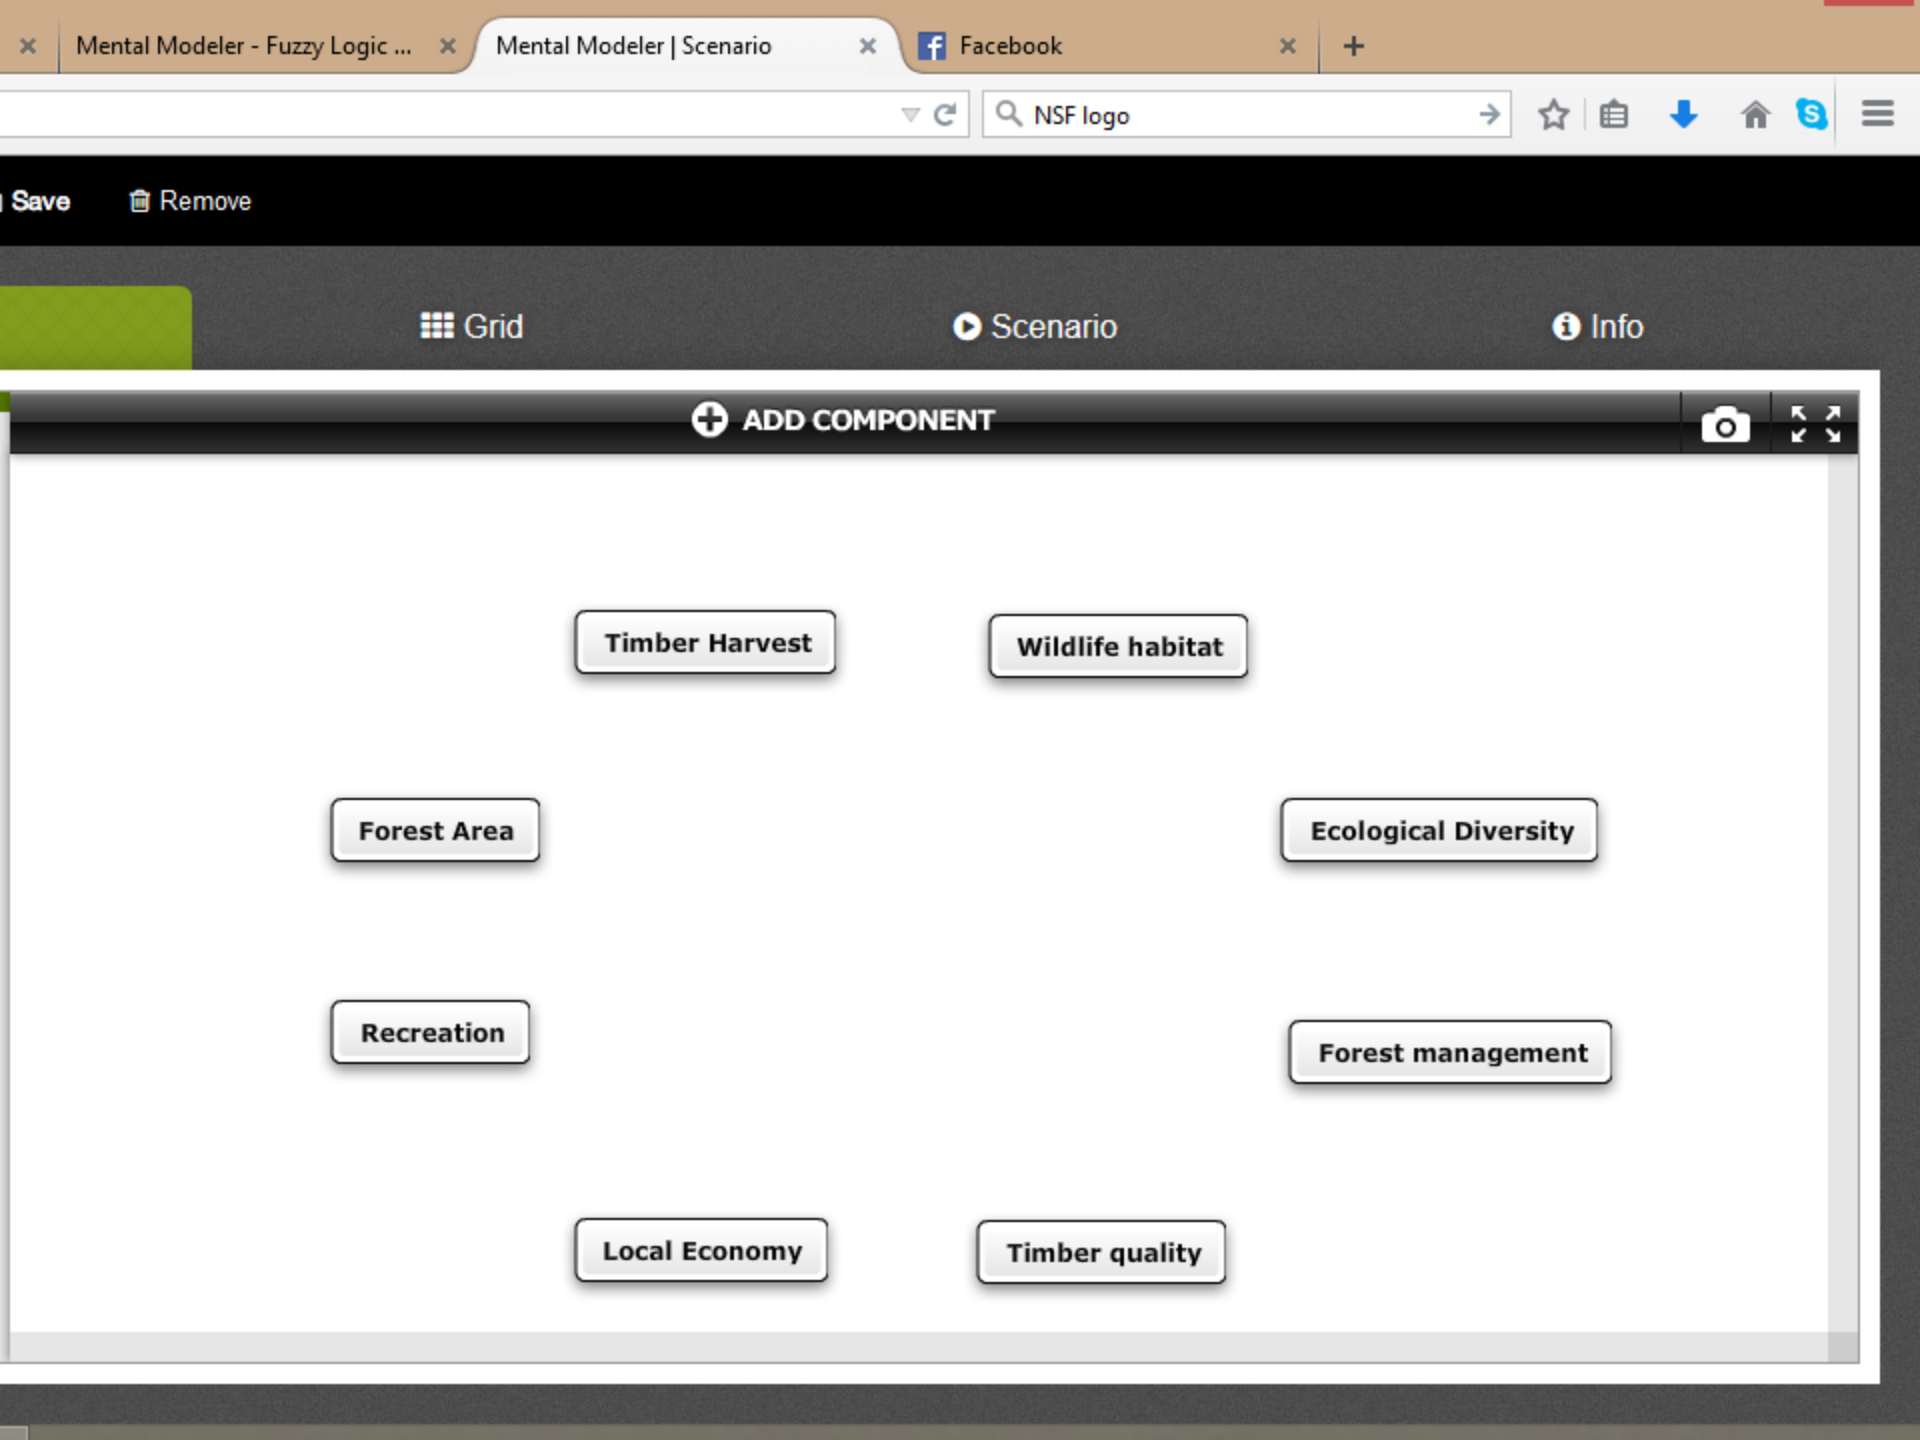 Mental Modeler - Fuzzy Logic ...
Mental Modeler | Scenario
Facebook
NSF logo
Save
Remove
Grid
Scenario
Info
ADD COMPONENT
Timber Harvest
Wildlife habitat
Forest Area
Ecological Diversity
Recreation
Forest management
Local Economy
Timber quality